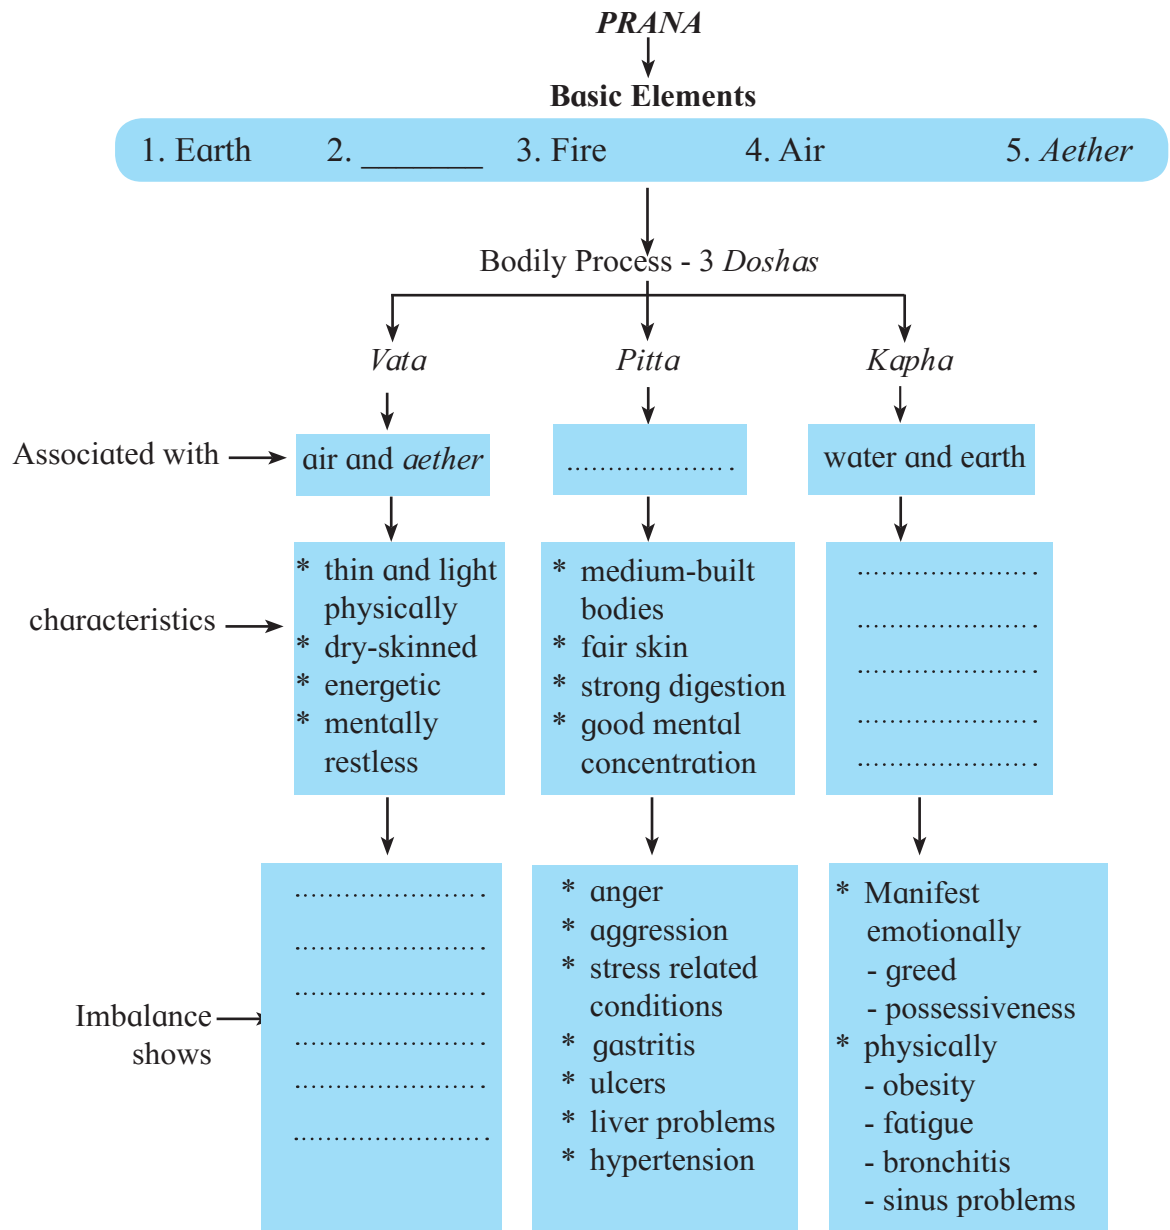 PRANA
Basic Elements
1. Earth 2. _______ 3. Fire 4. Air 5. Aether
Bodily Process - 3 Doshas
Vata Pitta Kapha
Associated with
air and aether
.................... .
water and earth
characteristics
* thin and light
physically
* dry-skinned
* energetic
* mentally
restless
* medium-built
bodies
* fair skin
* strong digestion
* good mental
concentration
...................... .
...................... .
...................... .
...................... .
...................... .
Imbalance
shows
....................... .
....................... .
....................... .
....................... .
....................... .
....................... .
* anger
* aggression
* stress related
conditions
* gastritis
* ulcers
* liver problems
* hypertension
* Manifest
emotionally
- greed
- possessiveness
* physically
- obesity
- fatigue
- bronchitis
- sinus problems